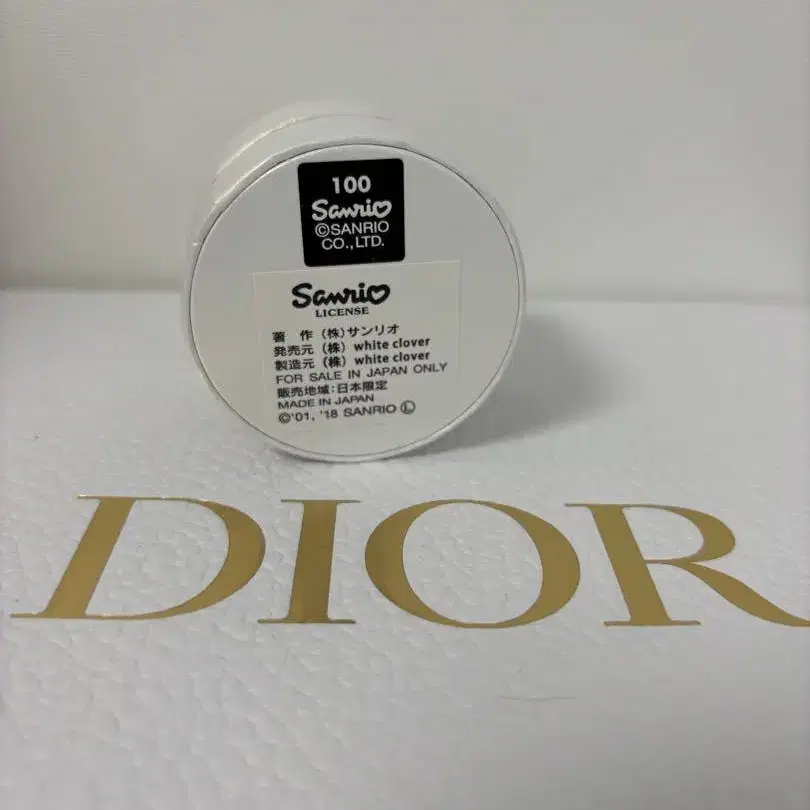 100
Sanrio
©SANRIO
CO.,LTD.
Sanrio
LICENSE
著　作 (株) サンリオ
発売元 (株) white clover
製造元 (株) white clover
FOR SALE IN JAPAN ONLY
販売地域:日本限定
MADE IN JAPAN
©'01, '18 SANRIO Ⓛ
DIOR